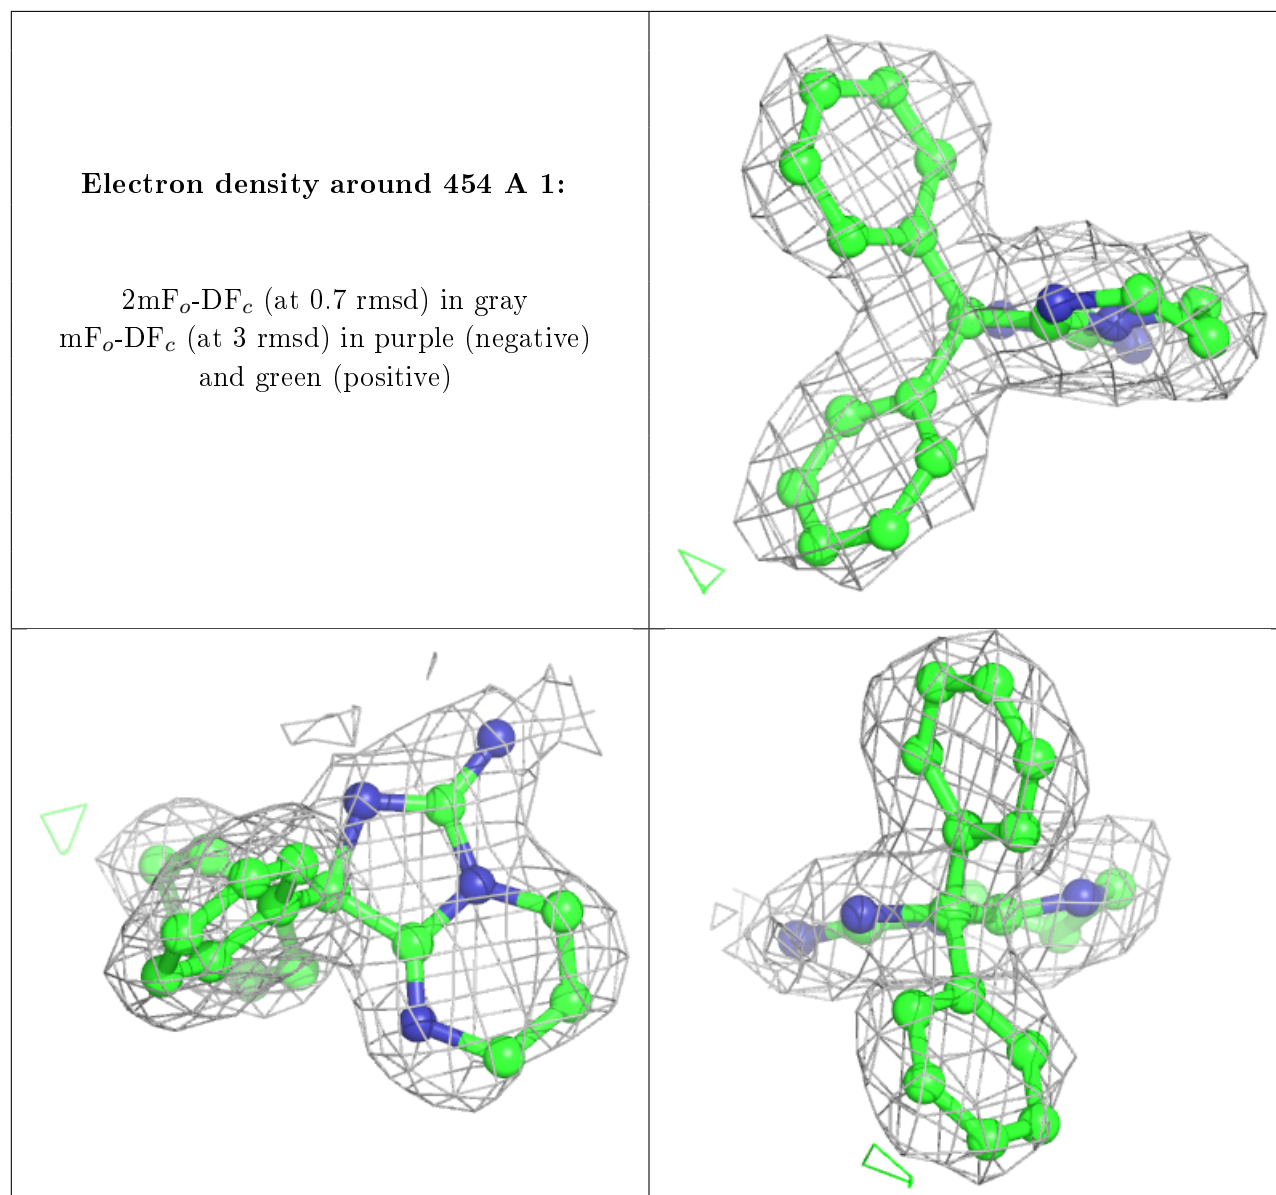 Electron density around 454 A 1:
2mFo-DFc (at 0.7 rmsd) in gray
mFo-DFc (at 3 rmsd) in purple (negative)
and green (positive)